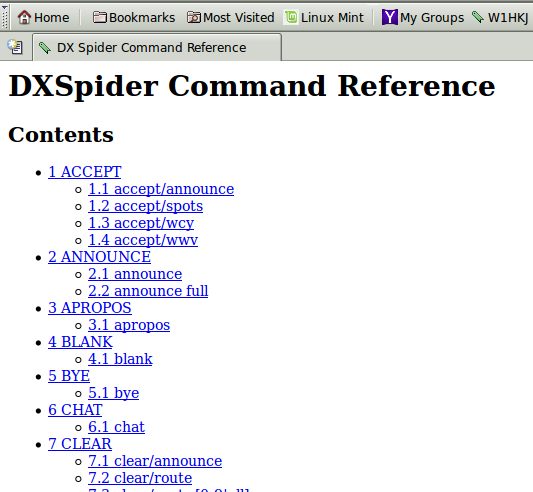 Home Bookmarks Most Visited Linux Mint My Groups W1HKJ
DX Spider Command Reference
DXSpider Command Reference
Contents
1 ACCEPT
1.1 accept/announce
1.2 accept/spots
1.3 accept/wcy
1.4 accept/wwv
2 ANNOUNCE
2.1 announce
2.2 announce full
3 APROPOS
3.1 apropos
4 BLANK
4.1 blank
5 BYE
5.1 bye
6 CHAT
6.1 chat
7 CLEAR
7.1 clear/announce
7.2 clear/route